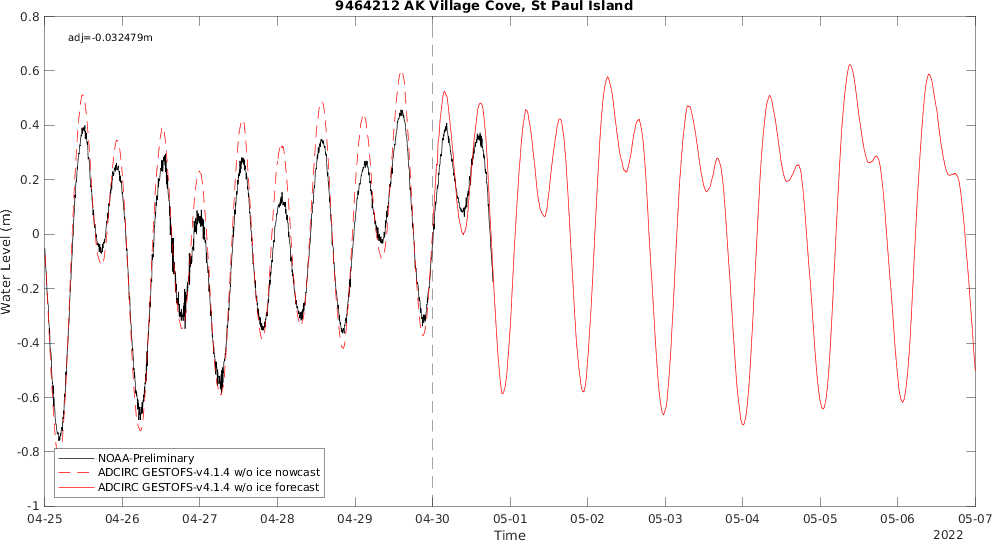 9464212 AK Village Cove, St Paul Island
adj=-0.032479m
0.8
0.6
0.4
0.2
0
-0.2
-0.4
-0.6
-0.8
-1
Water Level (m)
NOAA-Preliminary
ADCIRC GESTOFS-v4.1.4 w/o ice nowcast
ADCIRC GESTOFS-v4.1.4 w/o ice forecast
04-25 04-26 04-27 04-28 04-29 04-30 05-01 05-02 05-03 05-04 05-05 05-06 05-07
Time
2022